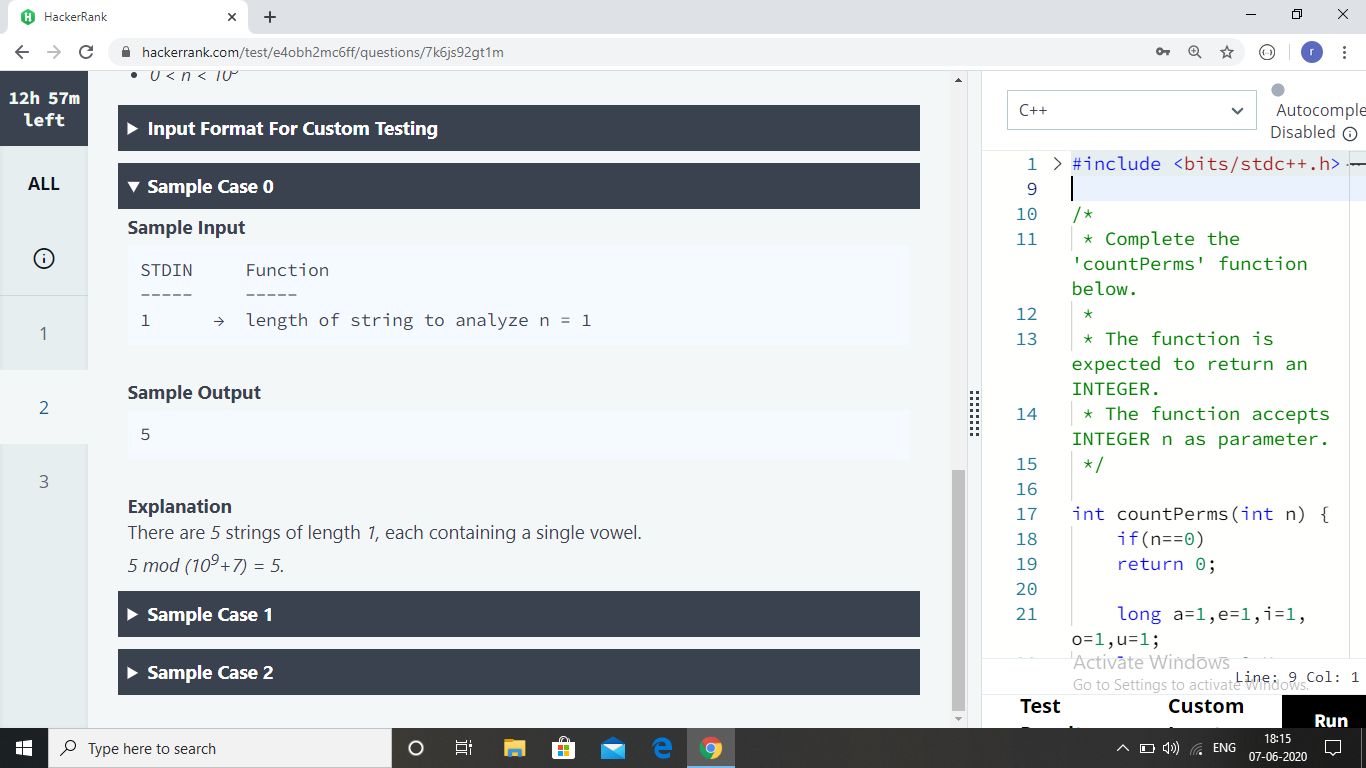 HackerRank
hackerrank.com/test/e4obh2mc6ff/questions/7k6js92gt1m
r
12h 57m
left
ALL
1
2
3
0 < n < 10
Input Format For Custom Testing
Sample Case 0
Sample Input
STDIN Function
----- -----
1 → length of string to analyze n = 1
Sample Output
5
Explanation
There are 5 strings of length 1, each containing a single vowel.
5 mod (10⁹+7) = 5.
Sample Case 1
Sample Case 2
C++
Autocomple
Disabled
1 #include <bits/stdc++.h>
9
10 /*
11 * Complete the
'countPerms' function
below.
12 *
13 * The function is
expected to return an
INTEGER.
14 * The function accepts
INTEGER n as parameter.
15 */
16
17 int countPerms(int n) {
18 if(n==0)
19 return 0;
20
21 long a=1,e=1,i=1,
o=1,u=1;
Activate Windows
Go to Settings to activate Windows.
Line: 9 Col: 1
Test
Custom
Run
Type here to search
ENG
18:15
07-06-2020